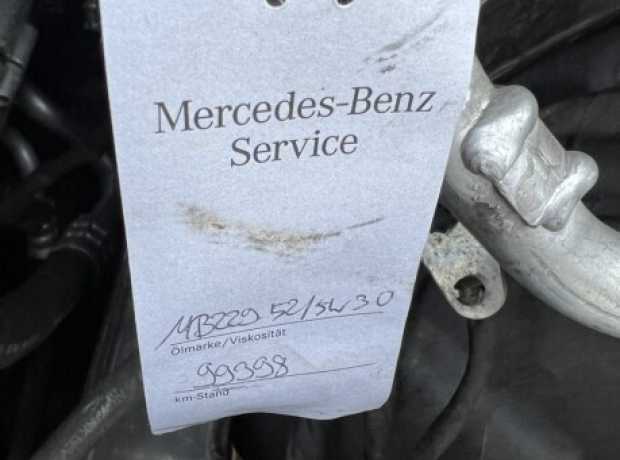 Mercedes-Benz
Service
MB229 52/5W30
Ölmarke/Viskosität
99398
km-Stand